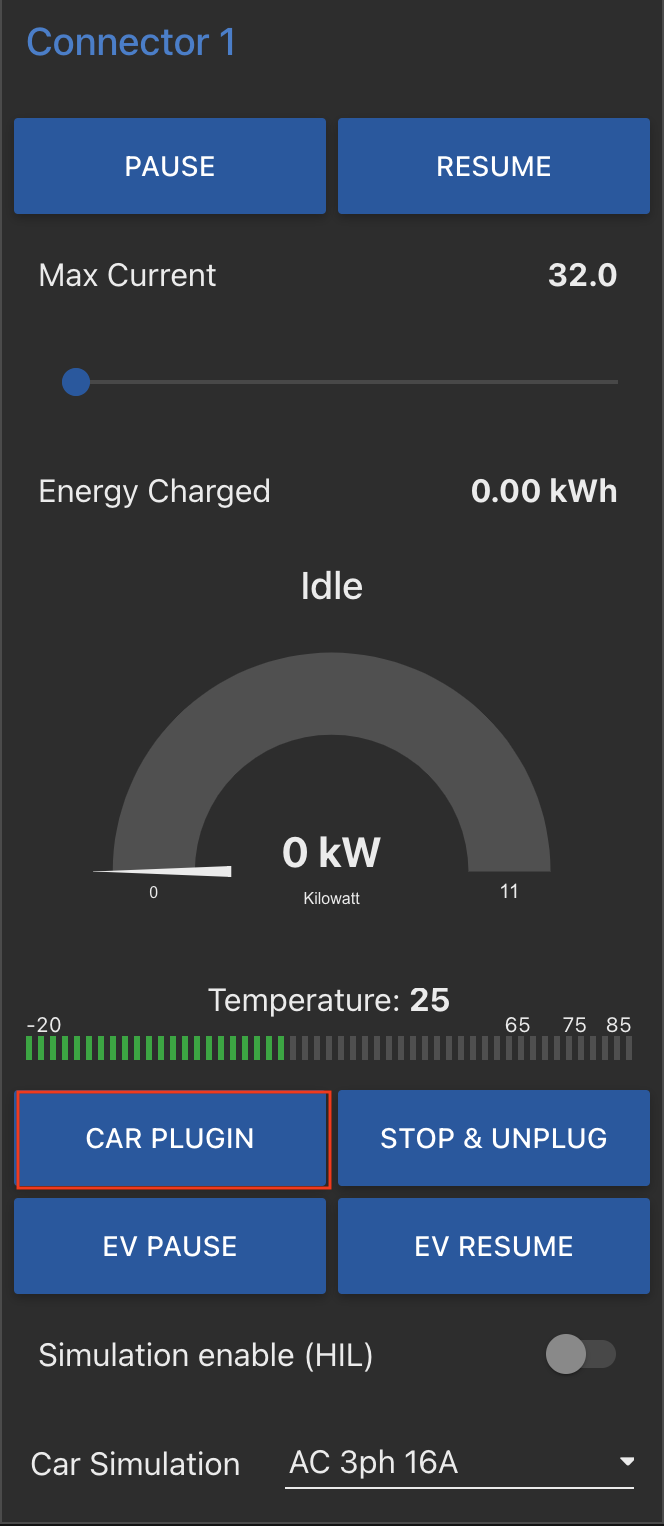 Connector 1
PAUSE RESUME
Max Current 32.0
Energy Charged 0.00 kWh
Idle
0 kW
0 Kilowatt 11
Temperature: 25
-20 65 75 85
CAR PLUGIN STOP & UNPLUG
EV PAUSE EV RESUME
Simulation enable (HIL)
Car Simulation AC 3ph 16A